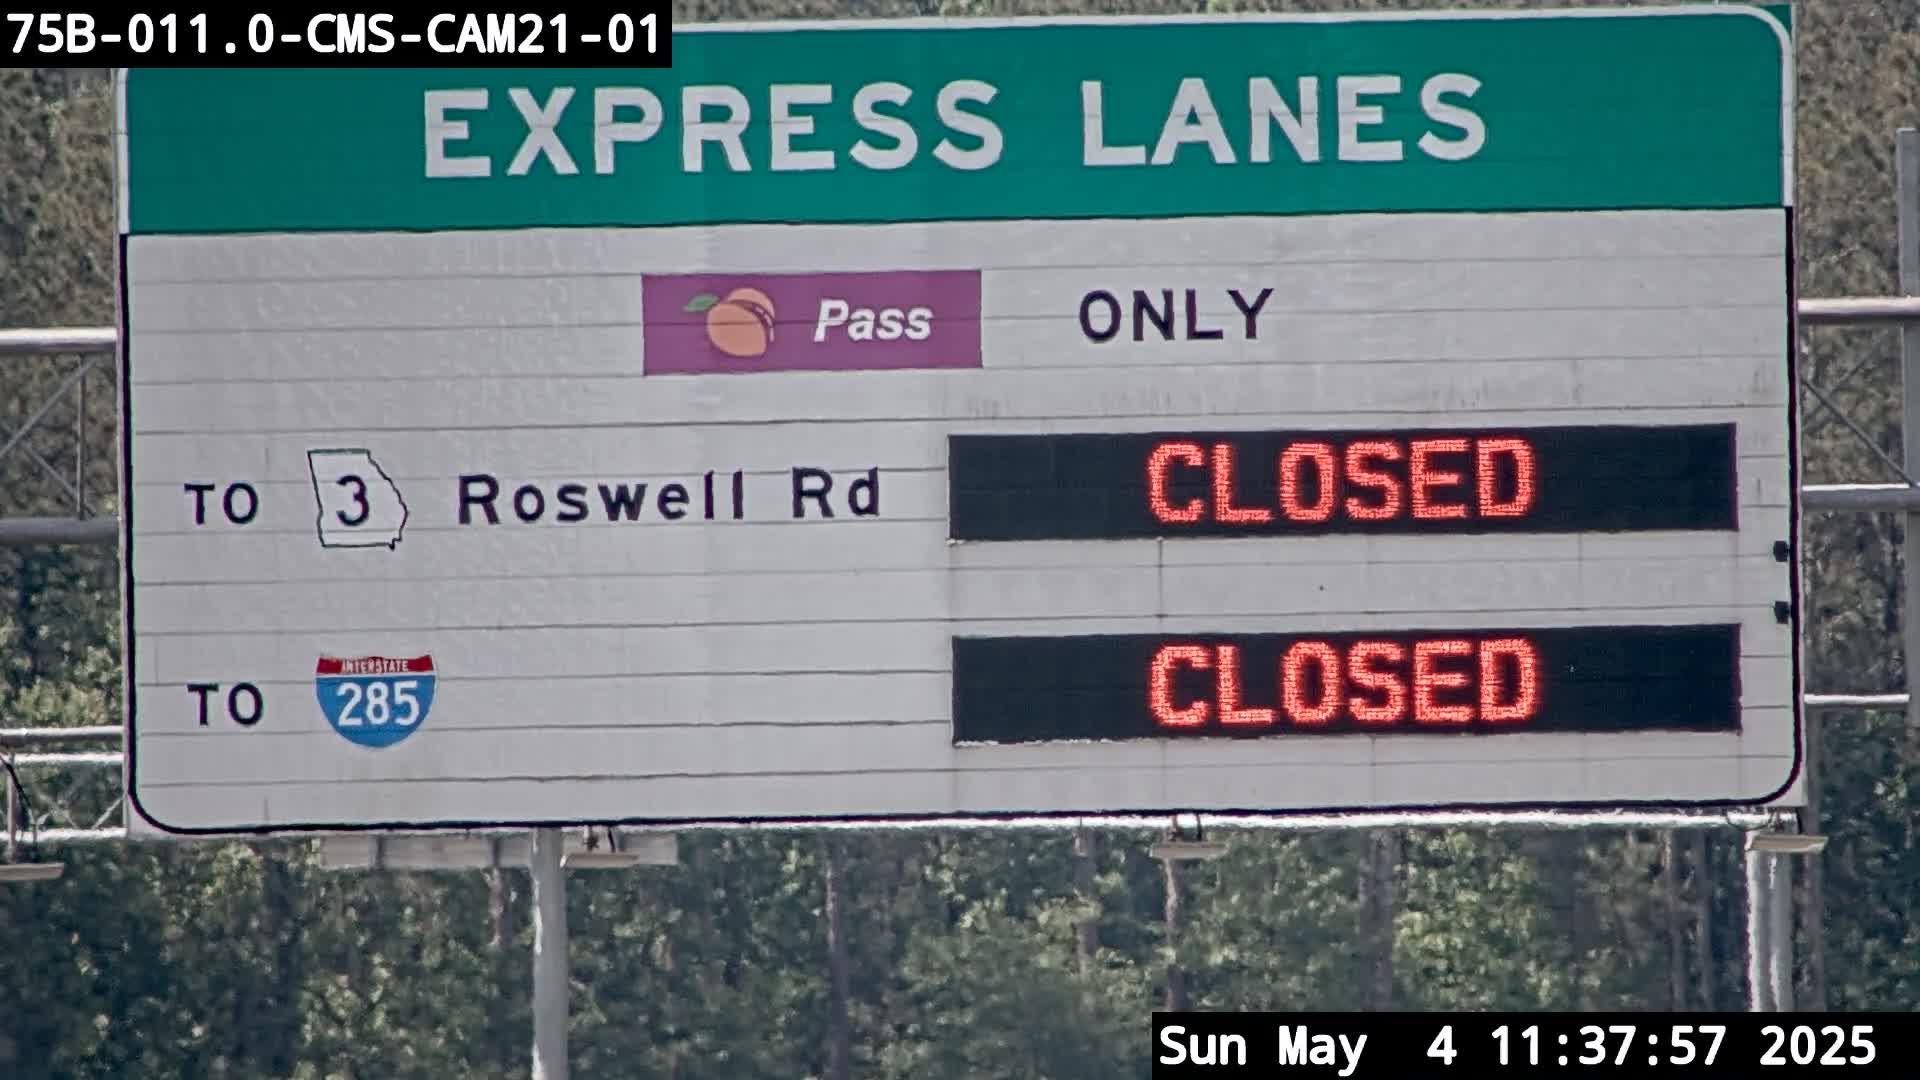 75B-011.0-CMS-CAM21-01
EXPRESS LANES
Pass ONLY
TO 3 Roswell Rd CLOSED
TO INTERSTATE 285 CLOSED
Sun May 4 11:37:57 2025